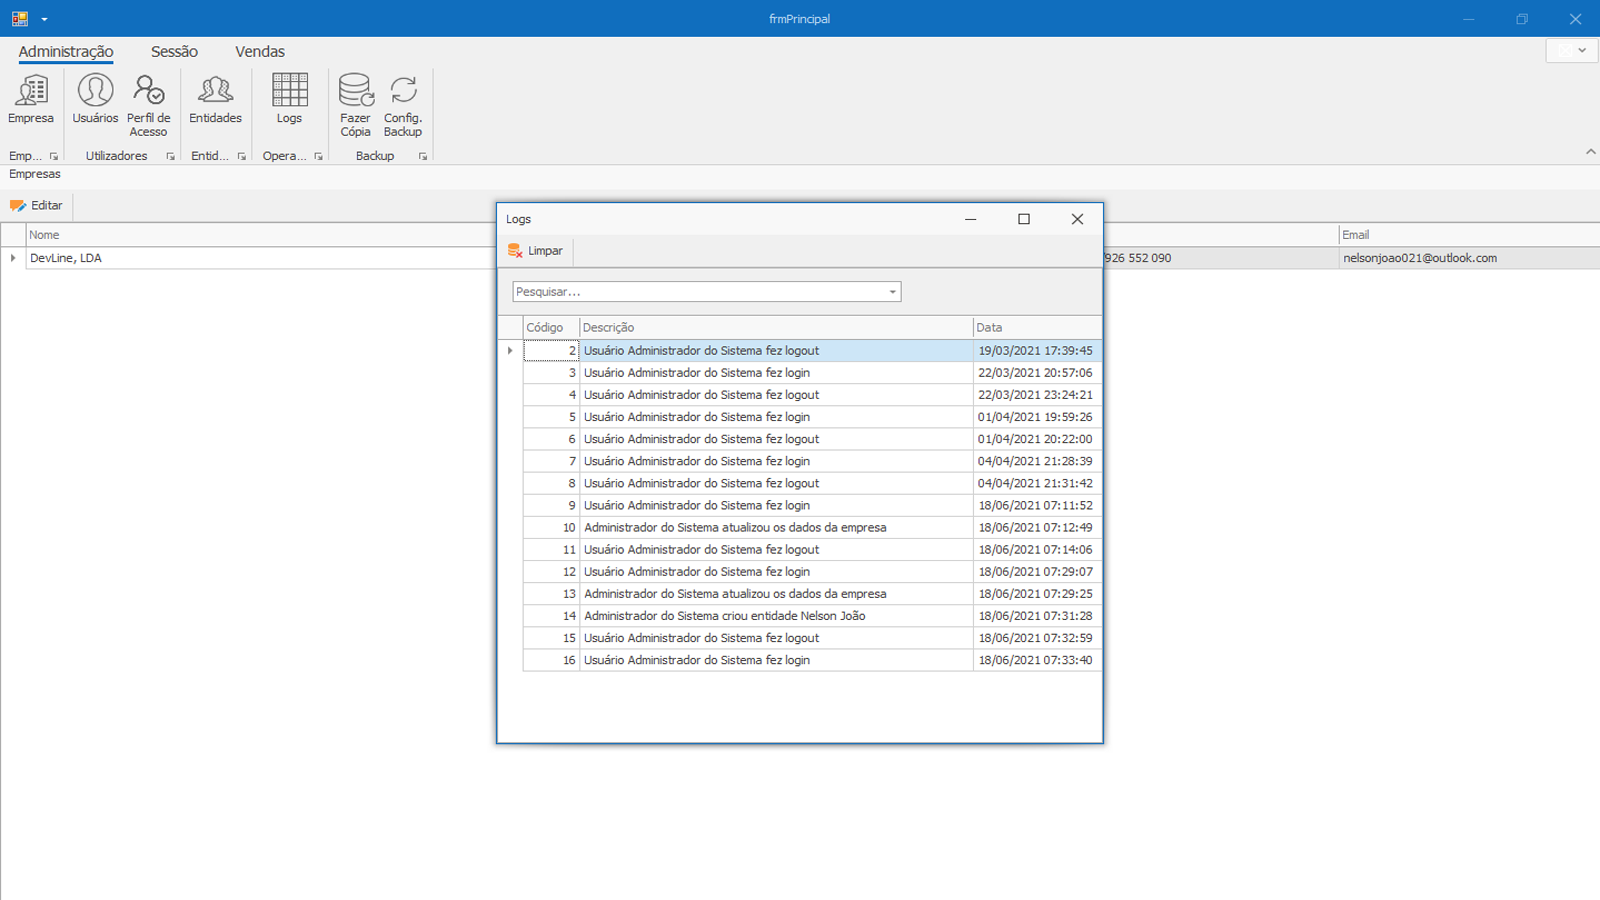 frmPrincipal
Administração Sessão Vendas
Empresa Usuários Perfil de Acesso Entidades Logs Fazer Cópia Config. Backup
Emp... Utilizadores Entid... Opera... Backup
Empresas
Editar
Nome Email
DevLine, LDA 926 552 090 nelsonjoao021@outlook.com
Logs
Limpar
Pesquisar...
Código Descrição Data
2 Usuário Administrador do Sistema fez logout 19/03/2021 17:39:45
3 Usuário Administrador do Sistema fez login 22/03/2021 20:57:06
4 Usuário Administrador do Sistema fez logout 22/03/2021 23:24:21
5 Usuário Administrador do Sistema fez login 01/04/2021 19:59:26
6 Usuário Administrador do Sistema fez logout 01/04/2021 20:22:00
7 Usuário Administrador do Sistema fez login 04/04/2021 21:28:39
8 Usuário Administrador do Sistema fez logout 04/04/2021 21:31:42
9 Usuário Administrador do Sistema fez login 18/06/2021 07:11:52
10 Administrador do Sistema atualizou os dados da empresa 18/06/2021 07:12:49
11 Usuário Administrador do Sistema fez logout 18/06/2021 07:14:06
12 Usuário Administrador do Sistema fez login 18/06/2021 07:29:07
13 Administrador do Sistema atualizou os dados da empresa 18/06/2021 07:29:25
14 Administrador do Sistema criou entidade Nelson João 18/06/2021 07:31:28
15 Usuário Administrador do Sistema fez logout 18/06/2021 07:32:59
16 Usuário Administrador do Sistema fez login 18/06/2021 07:33:40